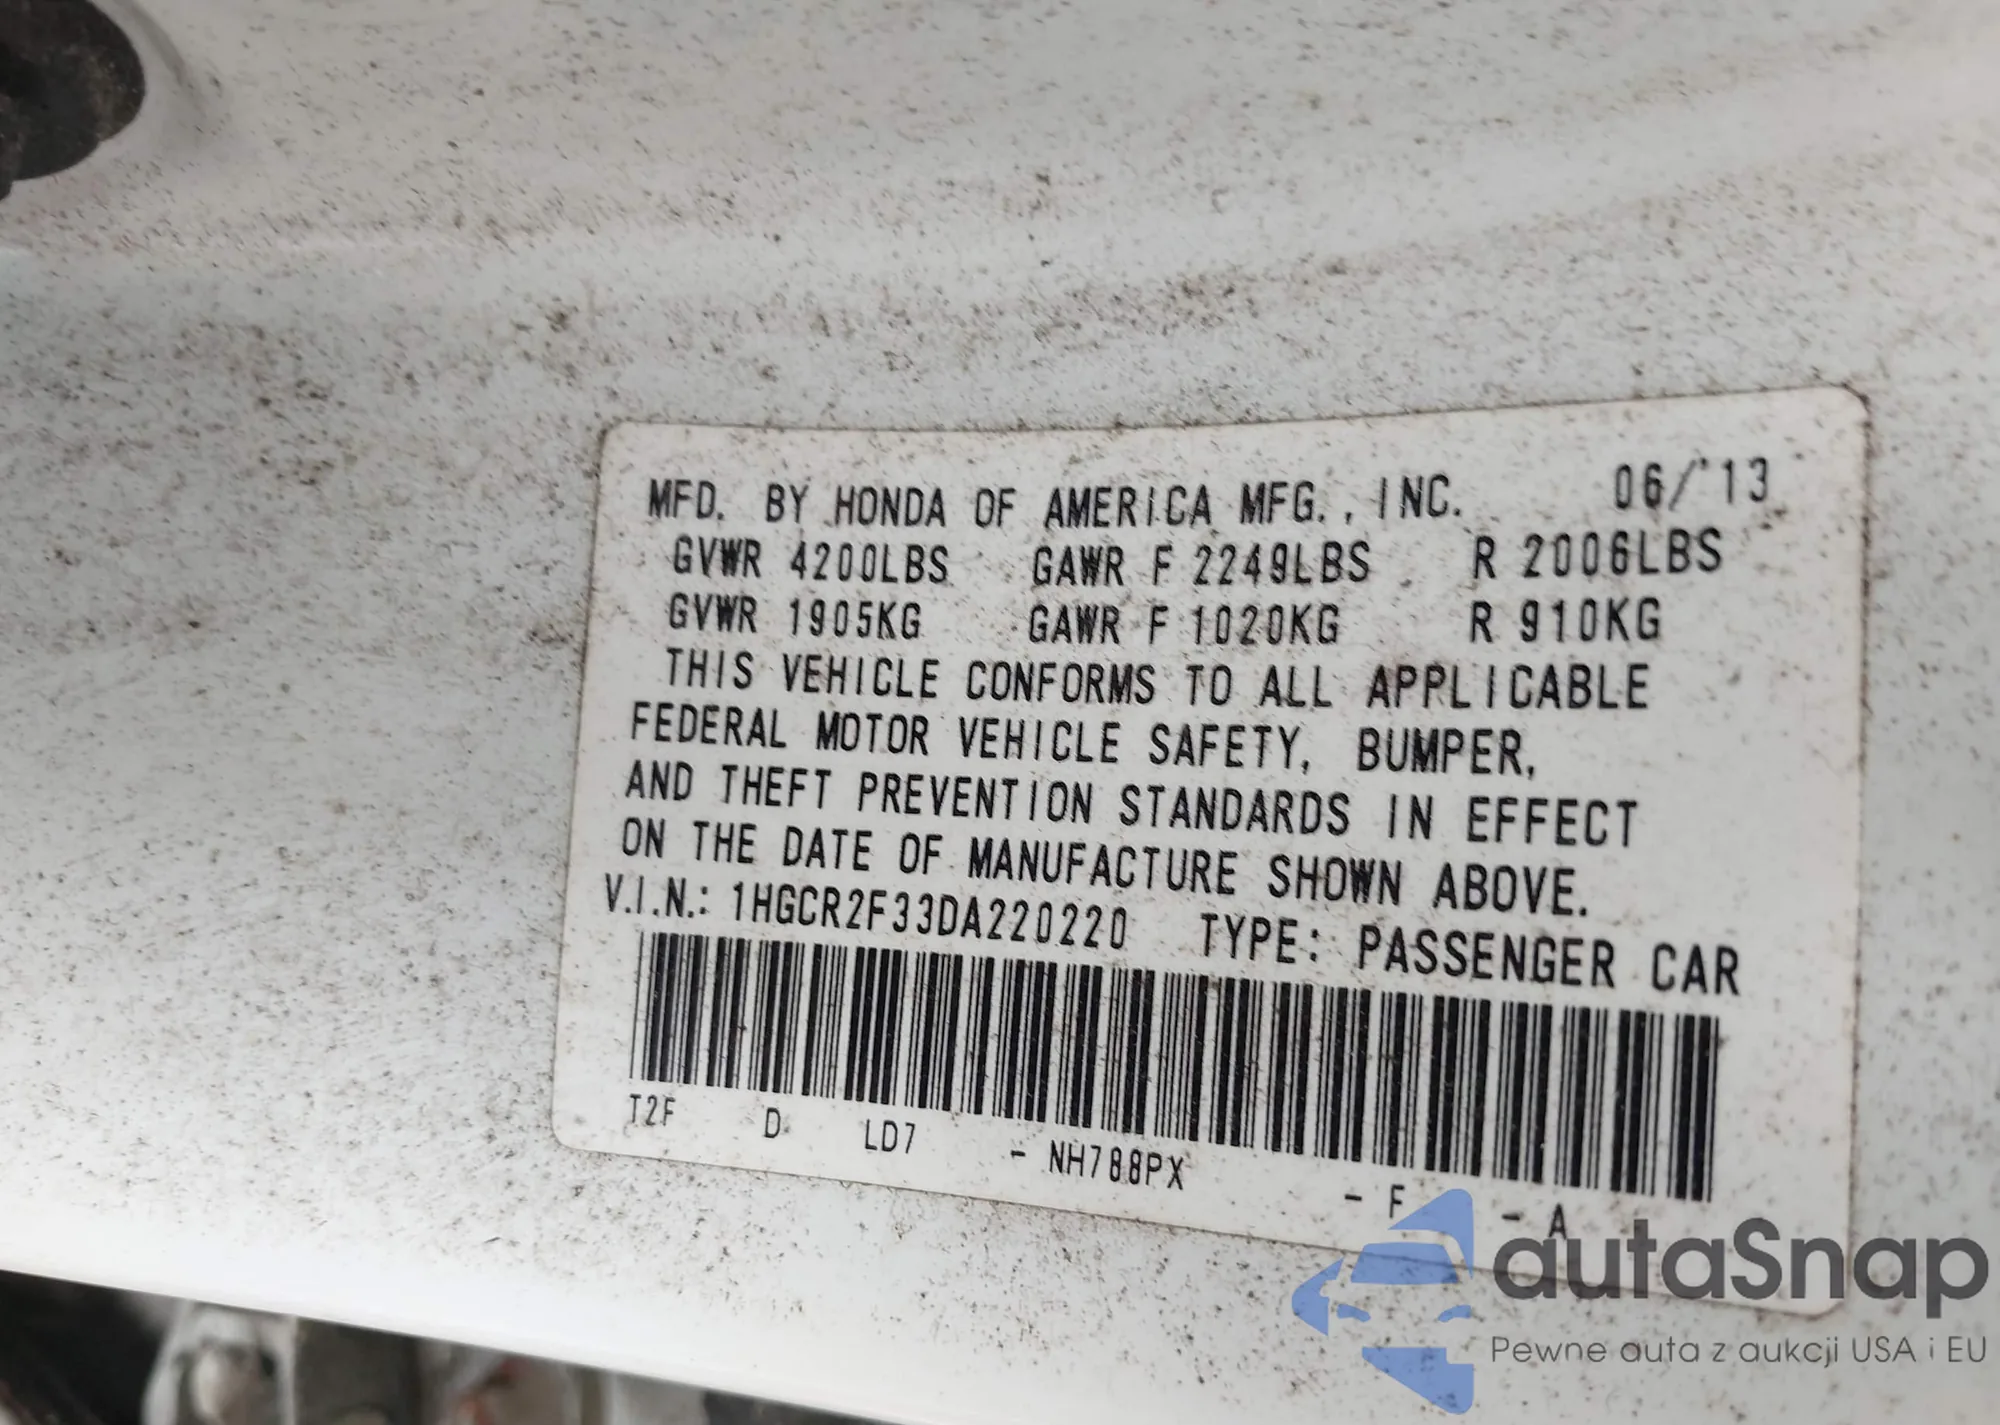 MFD. BY HONDA OF AMERICA MFG., INC. 06/'13
GVWR 4200LBS GAWR F 2249LBS R 2006LBS
GVWR 1905KG GAWR F 1020KG R 910KG
THIS VEHICLE CONFORMS TO ALL APPLICABLE
FEDERAL MOTOR VEHICLE SAFETY, BUMPER,
AND THEFT PREVENTION STANDARDS IN EFFECT
ON THE DATE OF MANUFACTURE SHOWN ABOVE.
V.I.N.: 1HGCR2F33DA220220 TYPE: PASSENGER CAR
T2F D LD7 - NH788PX - F - A
autaSnap
Pewne auta z aukcji USA i EU